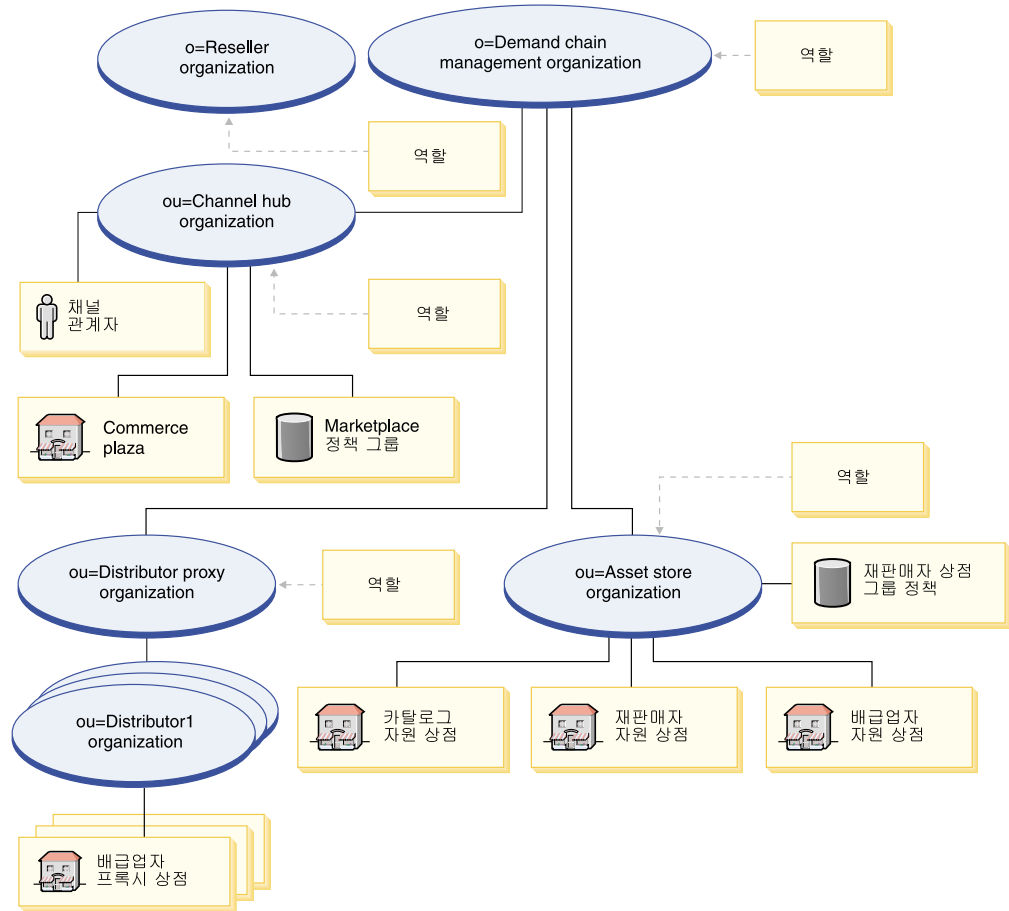 o=Reseller
organization
o=Demand chain
management organization
역할
역할
ou=Channel hub
organization
채널
관계자
역할
Commerce
plaza
Marketplace
정책 그룹
역할
ou=Distributor proxy
organization
역할
ou=Asset store
organization
재판매자 상점
그룹 정책
ou=Distributor1
organization
카탈로그
자원 상점
재판매자
자원 상점
배급업자
자원 상점
배급업자
프록시 상점